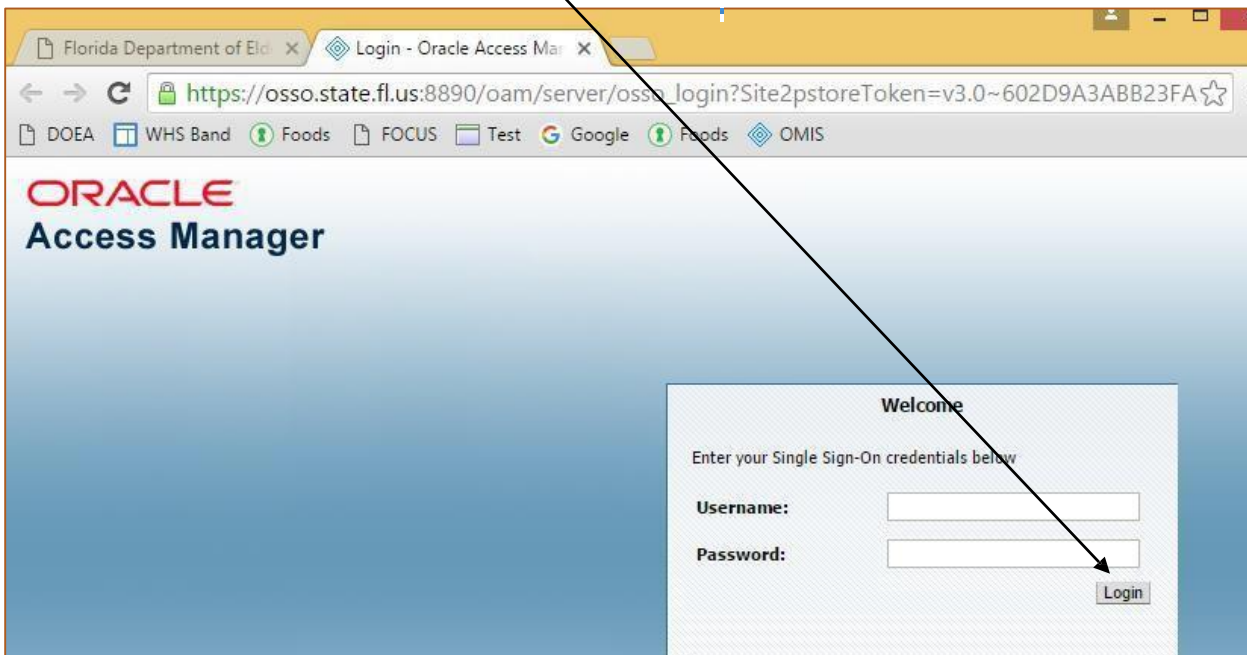 Florida Department of Eld
Login - Oracle Access Mar
https://osso.state.fl.us:8890/oam/server/osso_login?Site2pstoreToken=v3.0~602D9A3ABB23FA
DOEA WHS Band Foods FOCUS Test Google Foods OMIS
ORACLE
Access Manager
Welcome
Enter your Single Sign-On credentials below
Username:
Password:
Login